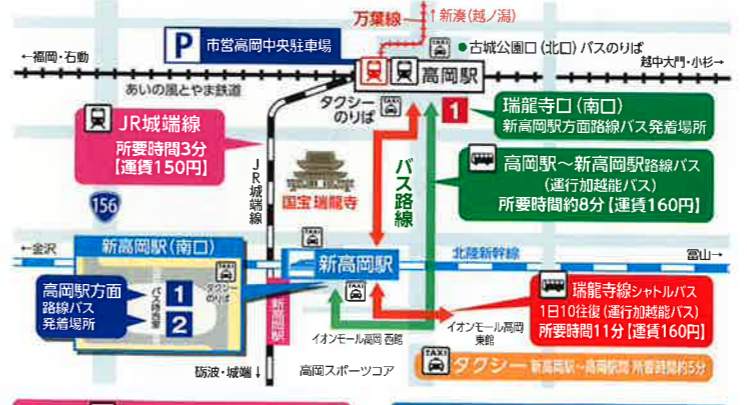 万葉線
↑新湊(越ノ潟)
P 市営高岡中央駐車場
TAXI
●古城公園口(北口)バスのりば
←福岡・石動
高岡駅
越中大門・小杉→
あいの風とやま鉄道
タクシー
のりば
TAXI
1
瑞龍寺口(南口)
新高岡駅方面路線バス発着場所
JR城端線
所要時間3分
【運賃150円】
JR城端線
国宝 瑞龍寺
バス路線
高岡駅〜新高岡駅路線バス
(運行加越能バス)
所要時間約8分【運賃160円】
156
←金沢
新高岡駅(南口)
TAXI
新高岡駅
北陸新幹線
富山→
高岡駅方面
路線バス
発着場所
バス待合室
1
2
TAXI
タクシー
のりば
新高岡駅
TAXI
イオンモール高岡 西館
イオンモール高岡
東館
瑞龍寺線シャトルバス
1日10往復(運行加越能バス)
所要時間11分【運賃160円】
砺波・城端↓
高岡スポーツコア
TAXI
タクシー 新高岡駅〜高岡駅間 所要時間約5分